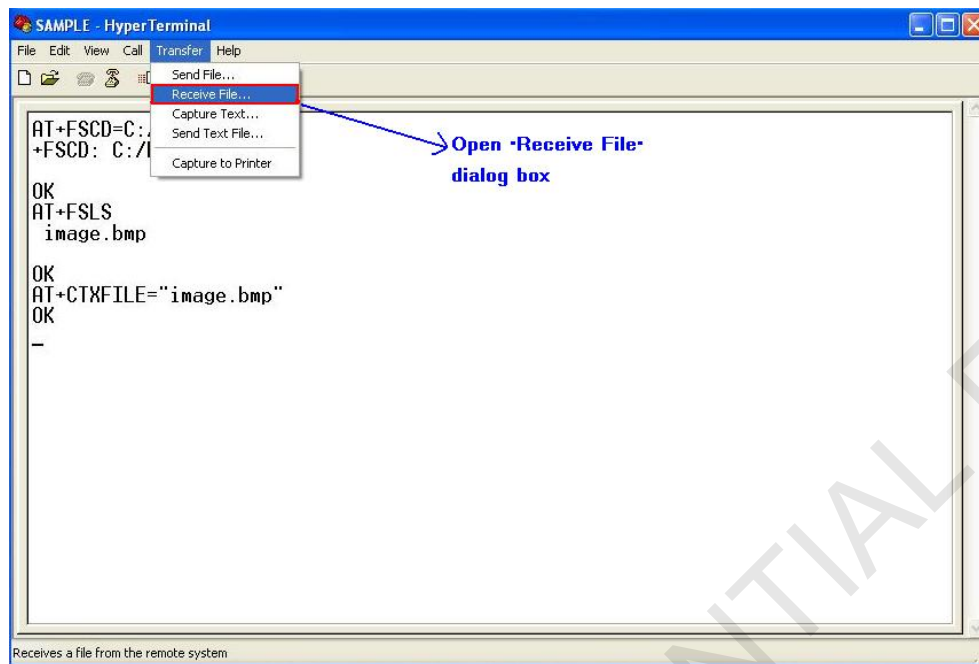 SAMPLE - HyperTerminal
File Edit View Call Transfer Help
Send File...
Receive File...
Capture Text...
Send Text File...
Capture to Printer
AT+FSCD=C:/
+FSCD: C:/
OK
AT+FSLS
image.bmp
OK
AT+CTXFILE="image.bmp"
OK
Open -Receive File-
dialog box
Receives a file from the remote system